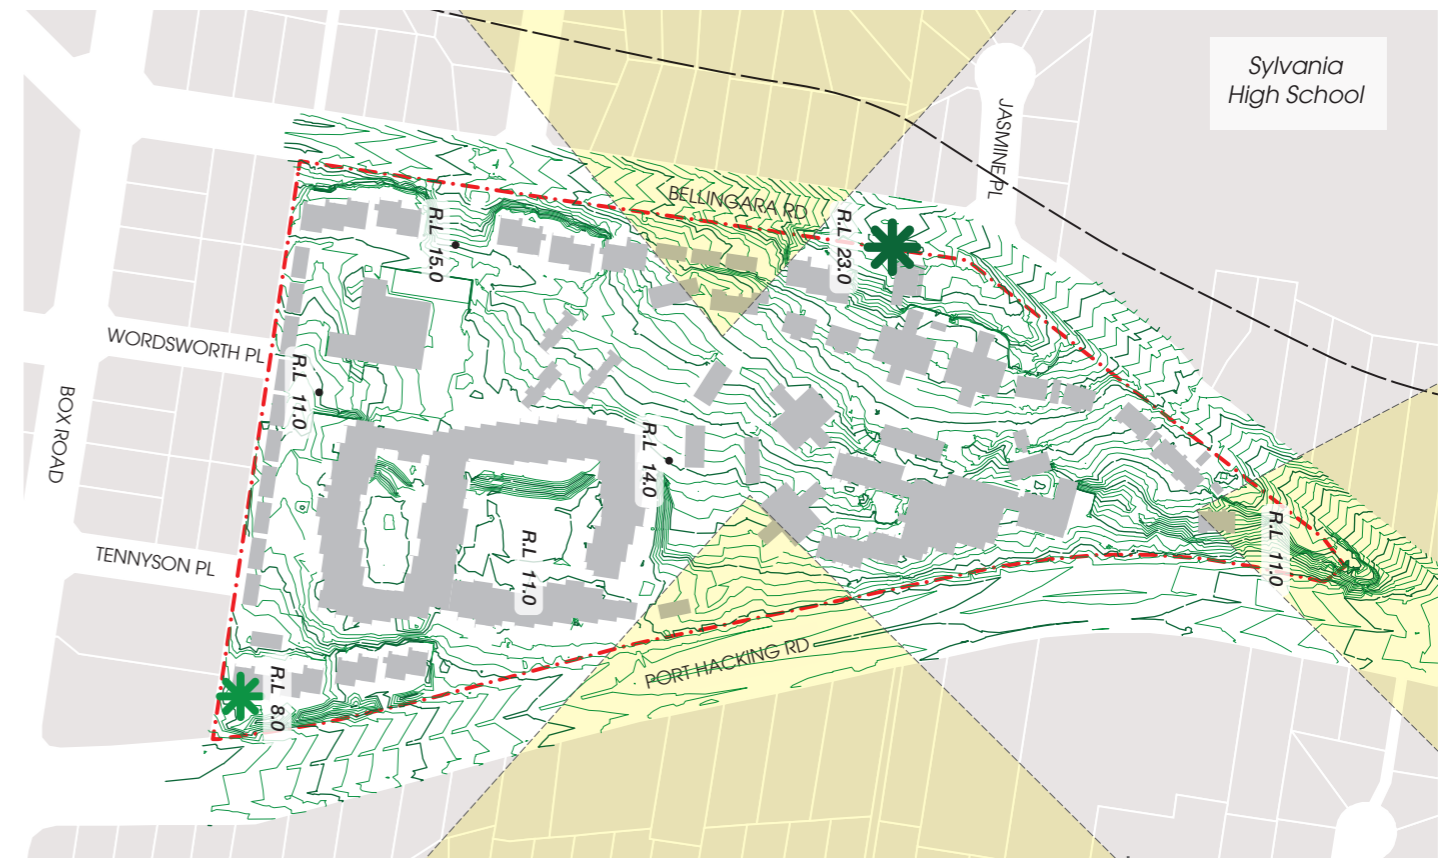 Sylvania
High School
JASMINE PL
BELLINGARA RD
R.L 15.0
R.L 23.0
WORDSWORTH PL
R.L 11.0
BOX ROAD
R.L 14.0
R.L 11.0
R.L 11.0
TENNYSON PL
PORT HACKING RD
R.L 8.0